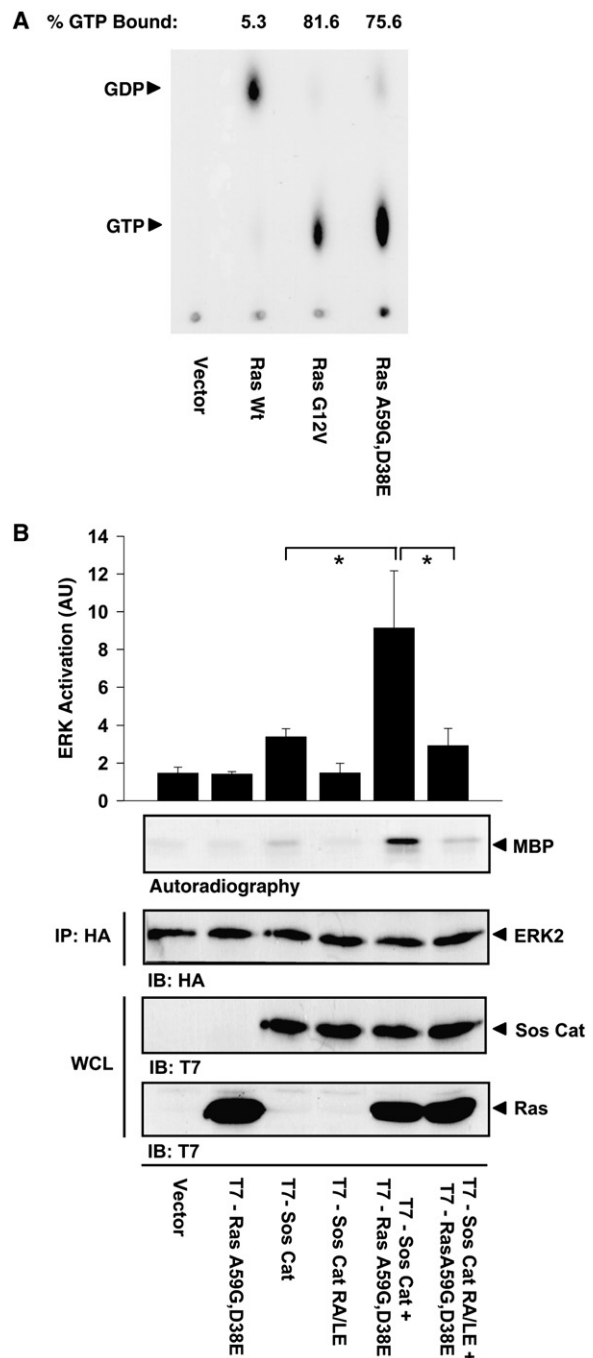 A % GTP Bound: 5.3 81.6 75.6
GDP
GTP
Vector
Ras Wt
Ras G12V
Ras A59G,D38E
B
ERK Activation (AU)
14
12
10
8
6
4
2
0
* *
MBP
Autoradiography
IP: HA
ERK2
IB: HA
WCL
Sos Cat
IB: T7
Ras
IB: T7
Vector
T7 - Ras A59G,D38E
T7- Sos Cat
T7 - Sos Cat RA/LE
T7 - Sos Cat +
T7 - Ras A59G,D38E
T7 - Sos Cat RA/LE +
T7 - RasA59G,D38E